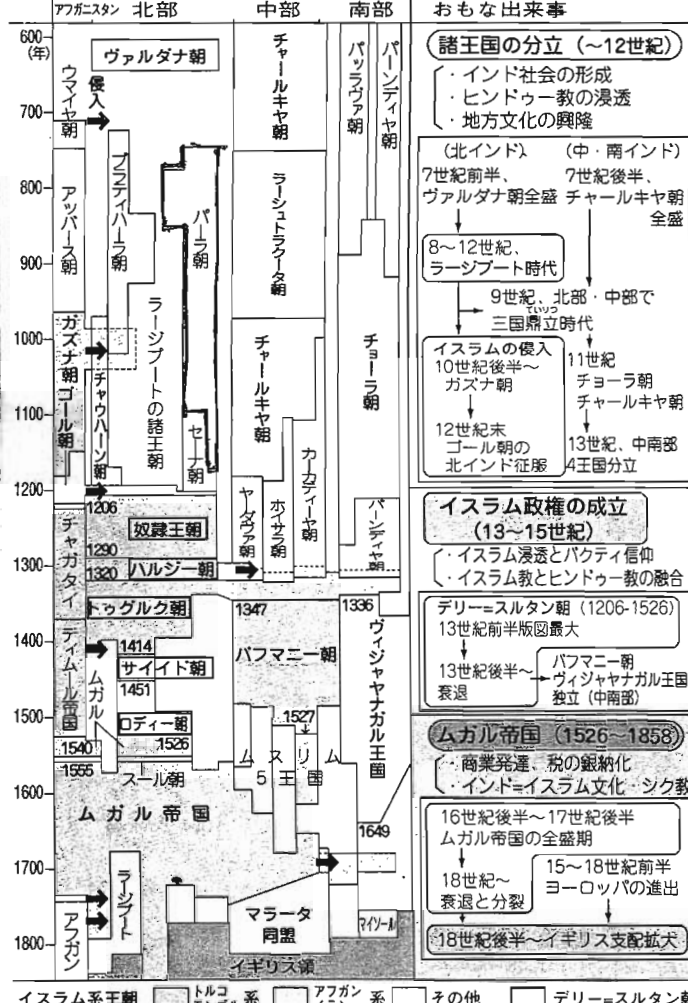 アフガニスタン 北部 中部 南部 おもな出来事
600
(年)
700
800
900
1000
1100
1200
1300
1400
1500
1600
1700
1800
ウマイヤ朝
侵入
アッバース朝
ガズナ朝
ゴール朝
チャガタイ
ティムール帝国
アフガン
ヴァルダナ朝
プラティハーラ朝
パーラ朝
ラージプートの諸王朝
チャウハーン朝
セーナ朝
1206
奴隷王朝
1290
ハルジー朝
1320
トゥグルク朝
1414
サイイド朝
1451
ムガル
ロディー朝
1526
1540
スール朝
1555
ムガル帝国
ラージプート
チャールキヤ朝
ラーシュトラクータ朝
チャールキヤ朝
ヤーダヴァ朝
ホイサラ朝
カーカティーヤ朝
1347
バフマニー朝
1527
ムスリム
5王国
マラータ
同盟
イギリス領
パッラヴァ朝
パーンディヤ朝
チョーラ朝
パーンディヤ朝
1336
ヴィジャヤナガル王国
1649
マイソール
諸王国の分立(～12世紀)
・インド社会の形成
・ヒンドゥー教の浸透
・地方文化の興隆
(北インド)
7世紀前半、
ヴァルダナ朝全盛
8～12世紀、
ラージプート時代
(中・南インド)
7世紀後半、
チャールキヤ朝
全盛
9世紀、北部・中部で
ていりつ
三国鼎立時代
イスラムの侵入
10世紀後半～
ガズナ朝
12世紀末
ゴール朝の
北インド征服
11世紀
チョーラ朝
チャールキヤ朝
13世紀、中南部
4王国分立
イスラム政権の成立
(13～15世紀)
・イスラム浸透とバクティ信仰
・イスラム教とヒンドゥー教の融合
デリー=スルタン朝(1206-1526)
13世紀前半版図最大
13世紀後半～
衰退
バフマニー朝
ヴィジャヤナガル王国
独立(中南部)
ムガル帝国(1526～1858)
・商業発達、税の銀納化
・インド=イスラム文化・シク教
16世紀後半～17世紀後半
ムガル帝国の全盛期
18世紀～
衰退と分裂
15～18世紀前半
ヨーロッパの進出
18世紀後半～イギリス支配拡大
イスラム系王朝 トルコ 系 アフガン 系 その他 デリー=スルタン朝